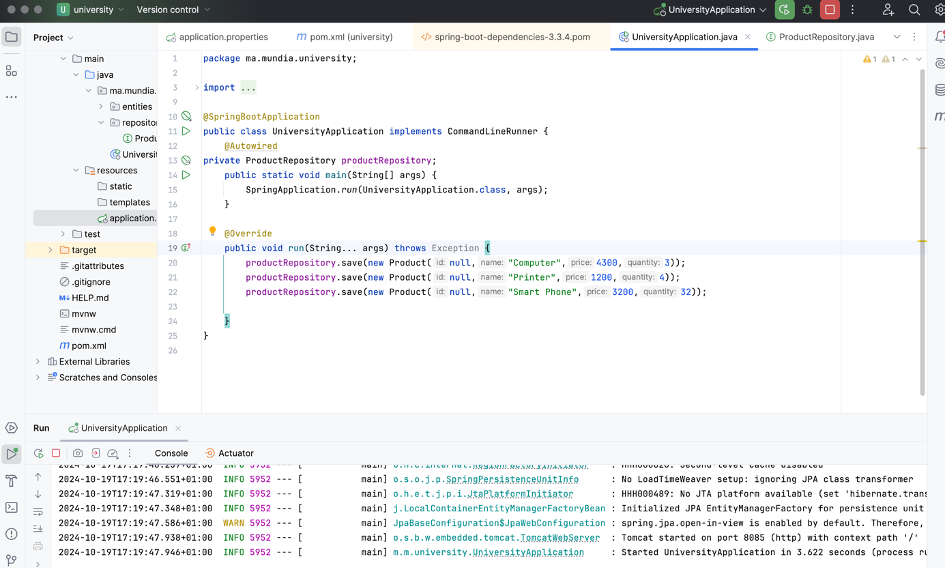 U university Version control UniversityApplication
Project
application.properties pom.xml (university) spring-boot-dependencies-3.3.4.pom UniversityApplication.java ProductRepository.java
main
java
ma.mundia.
entities
reposito
Produ
Universi
resources
static
templates
application.
test
target
.gitattributes
.gitignore
HELP.md
mvnw
mvnw.cmd
pom.xml
External Libraries
Scratches and Consoles
1 package ma.mundia.university;
2
3 import ...
9
10 @SpringBootApplication
11 public class UniversityApplication implements CommandLineRunner {
12 @Autowired
13 private ProductRepository productRepository;
14 public static void main(String[] args) {
15 SpringApplication.run(UniversityApplication.class, args);
16 }
17
18 @Override
19 public void run(String... args) throws Exception {
20 productRepository.save(new Product( id: null, name: "Computer", price: 4300, quantity: 3));
21 productRepository.save(new Product( id: null, name: "Printer", price: 1200, quantity: 4));
22 productRepository.save(new Product( id: null, name: "Smart Phone", price: 3200, quantity: 32));
23
24 }
25 }
26
1 1
Run UniversityApplication
Console Actuator
2024-10-19T17:19:46.551+01:00 INFO 5952 --- [ main] o.s.o.j.p.SpringPersistenceUnitInfo : No LoadTimeWeaver setup: ignoring JPA class transformer
2024-10-19T17:19:47.319+01:00 INFO 5952 --- [ main] o.h.e.t.j.p.i.JtaPlatformInitiator : HHH000489: No JTA platform available (set 'hibernate.trans
2024-10-19T17:19:47.348+01:00 INFO 5952 --- [ main] j.LocalContainerEntityManagerFactoryBean : Initialized JPA EntityManagerFactory for persistence unit
2024-10-19T17:19:47.586+01:00 WARN 5952 --- [ main] JpaBaseConfiguration$JpaWebConfiguration : spring.jpa.open-in-view is enabled by default. Therefore,
2024-10-19T17:19:47.938+01:00 INFO 5952 --- [ main] o.s.b.w.embedded.tomcat.TomcatWebServer : Tomcat started on port 8085 (http) with context path '/'
2024-10-19T17:19:47.946+01:00 INFO 5952 --- [ main] m.m.university.UniversityApplication : Started UniversityApplication in 3.622 seconds (process ru